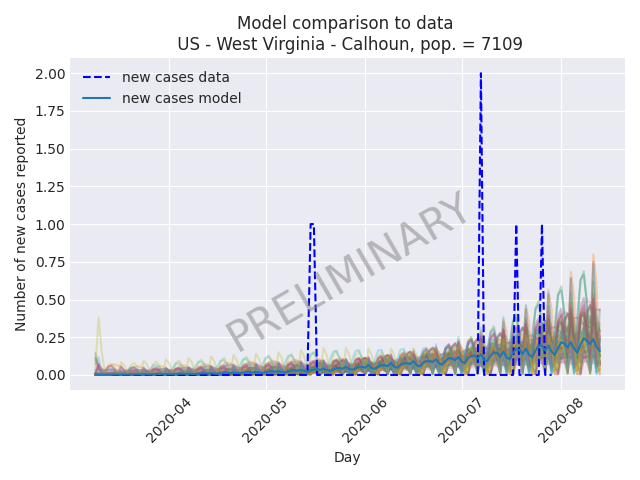 Model comparison to data
US - West Virginia - Calhoun, pop. = 7109
new cases data
new cases model
Number of new cases reported
2.00
1.75
1.50
1.25
1.00
0.75
0.50
0.25
0.00
PRELIMINARY
2020-04
2020-05
2020-06
2020-07
2020-08
Day